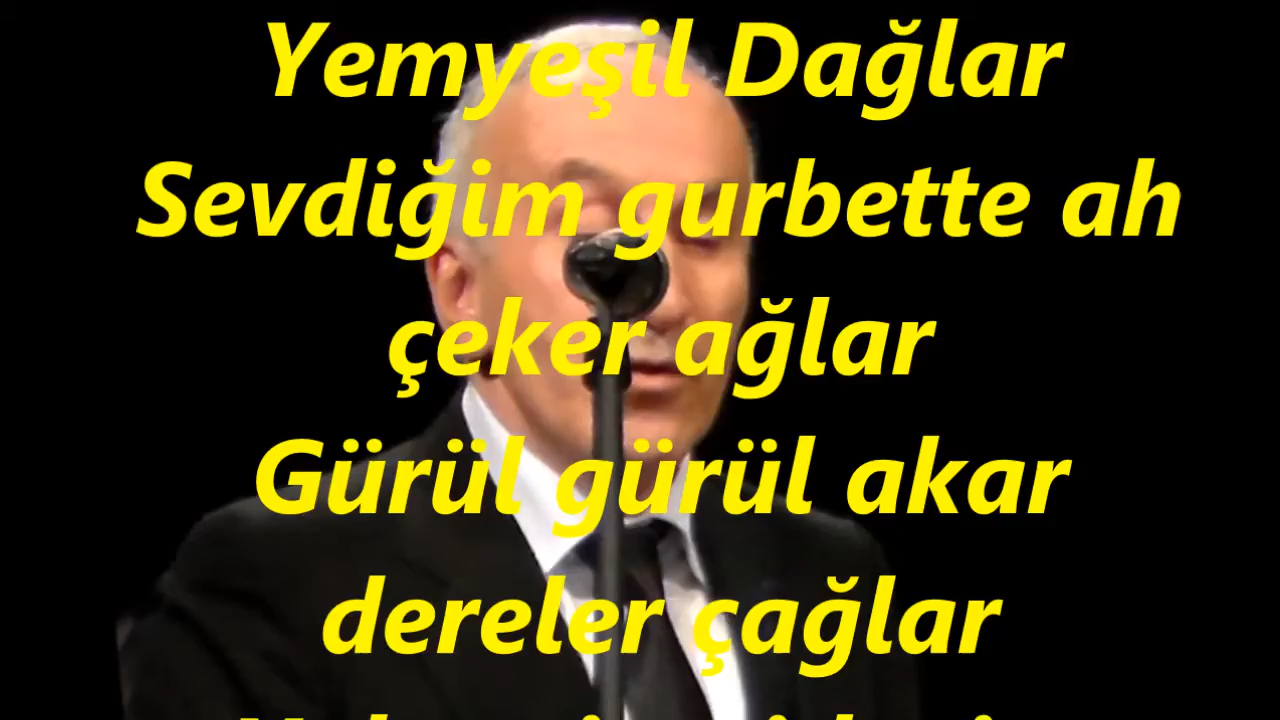 Yemyeşil Dağlar
Sevdiğim gurbette ah
çeker ağlar
Gürül gürül akar
dereler çağlar